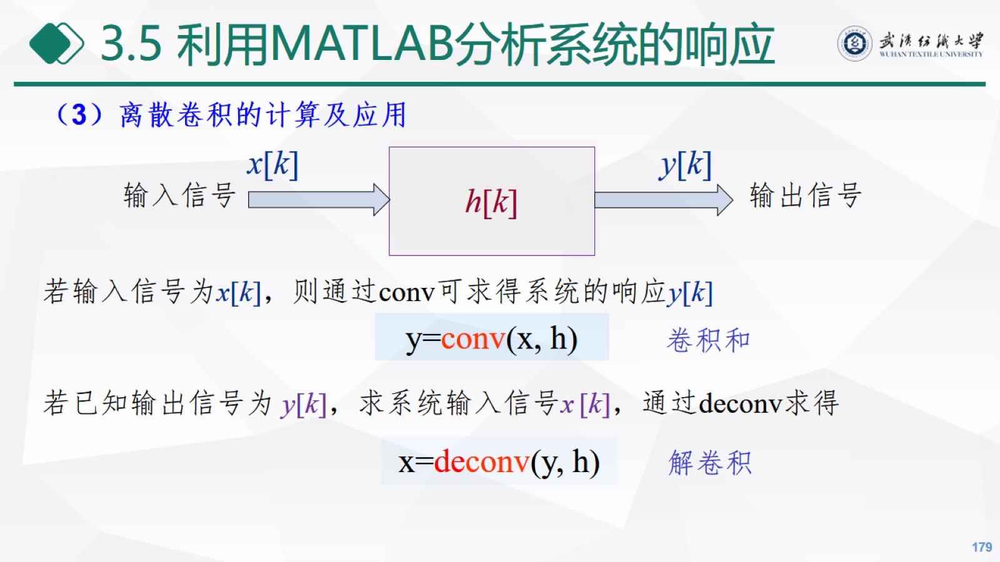 3.5 利用MATLAB分析系统的响应
武汉纺织大学
WUHAN TEXTILE UNIVERSITY
（3）离散卷积的计算及应用
x[k]
y[k]
输入信号
h[k]
输出信号
若输入信号为x[k]，则通过conv可求得系统的响应y[k]
y=conv(x, h)
卷积和
若已知输出信号为 y[k]，求系统输入信号x [k]，通过deconv求得
x=deconv(y, h)
解卷积
179